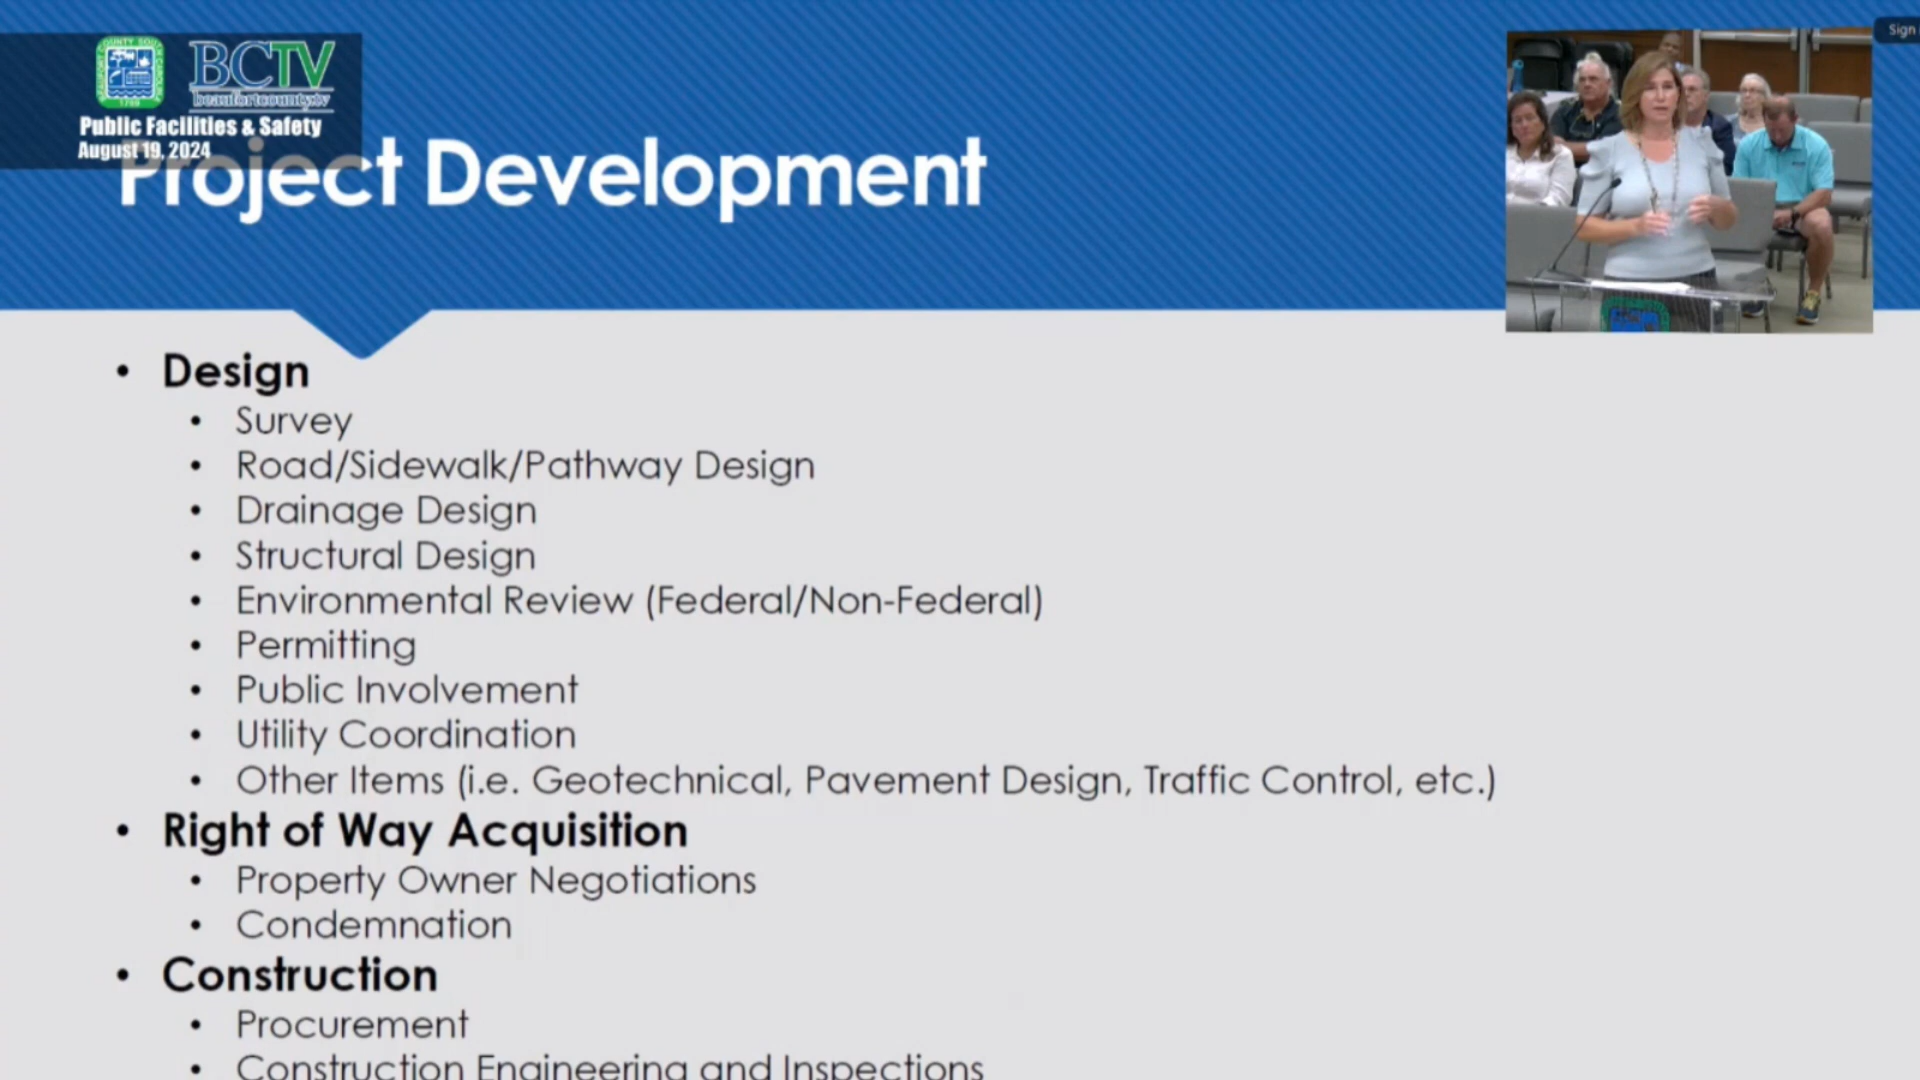 BCTV
beaufortcounty.tv
1769
Public Facilities & Safety
August 19, 2024
Sign
Project Development
• Design
• Survey
• Road/Sidewalk/Pathway Design
• Drainage Design
• Structural Design
• Environmental Review (Federal/Non-Federal)
• Permitting
• Public Involvement
• Utility Coordination
• Other Items (i.e. Geotechnical, Pavement Design, Traffic Control, etc.)
• Right of Way Acquisition
• Property Owner Negotiations
• Condemnation
• Construction
• Procurement
• Construction Engineering and Inspections